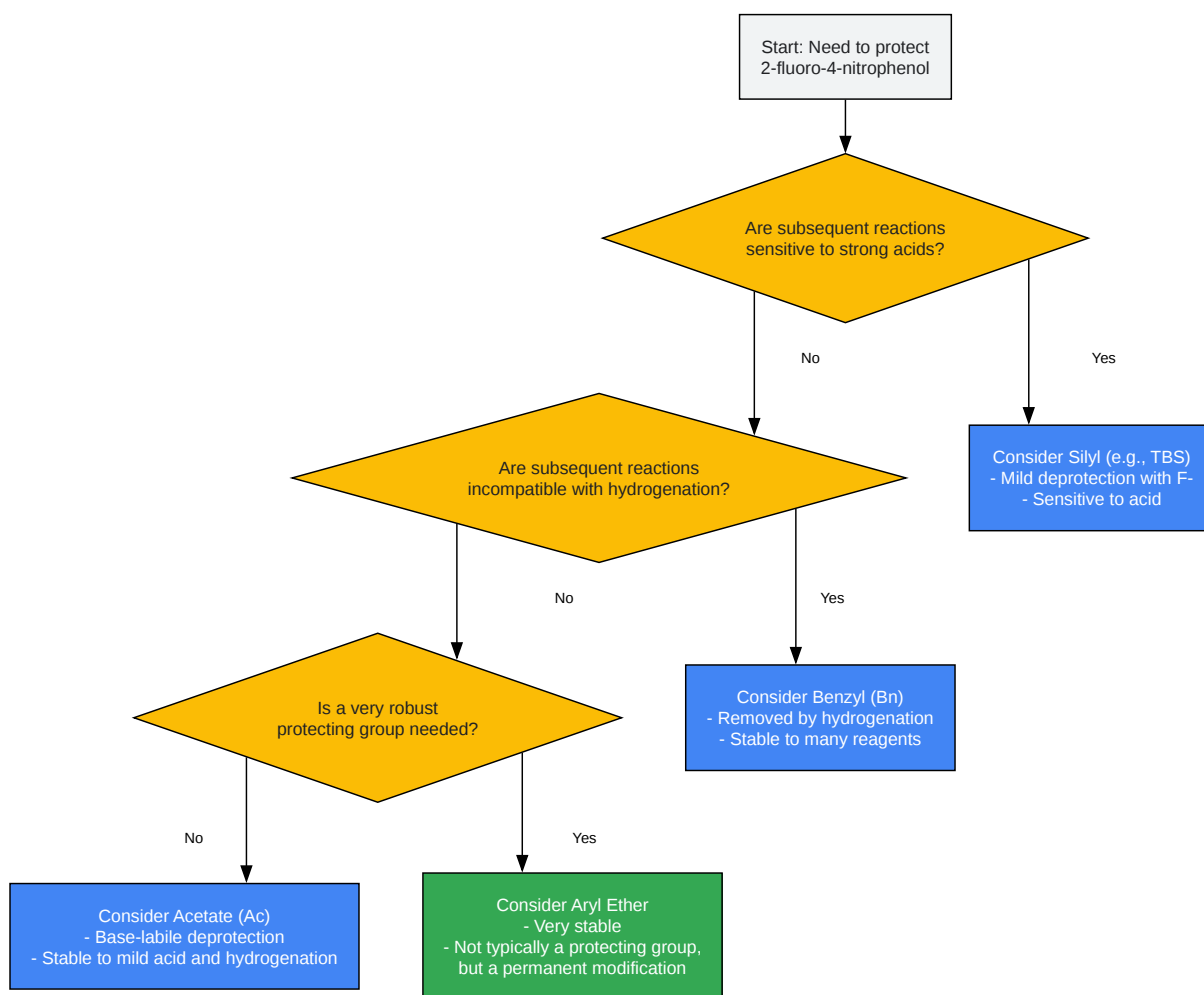 Start: Need to protect
2-fluoro-4-nitrophenol
Are subsequent reactions
sensitive to strong acids?
No
Yes
Are subsequent reactions
incompatible with hydrogenation?
Consider Silyl (e.g., TBS)
- Mild deprotection with F-
- Sensitive to acid
No
Yes
Is a very robust
protecting group needed?
Consider Benzyl (Bn)
- Removed by hydrogenation
- Stable to many reagents
No
Yes
Consider Acetate (Ac)
- Base-labile deprotection
- Stable to mild acid and hydrogenation
Consider Aryl Ether
- Very stable
- Not typically a protecting group,
but a permanent modification